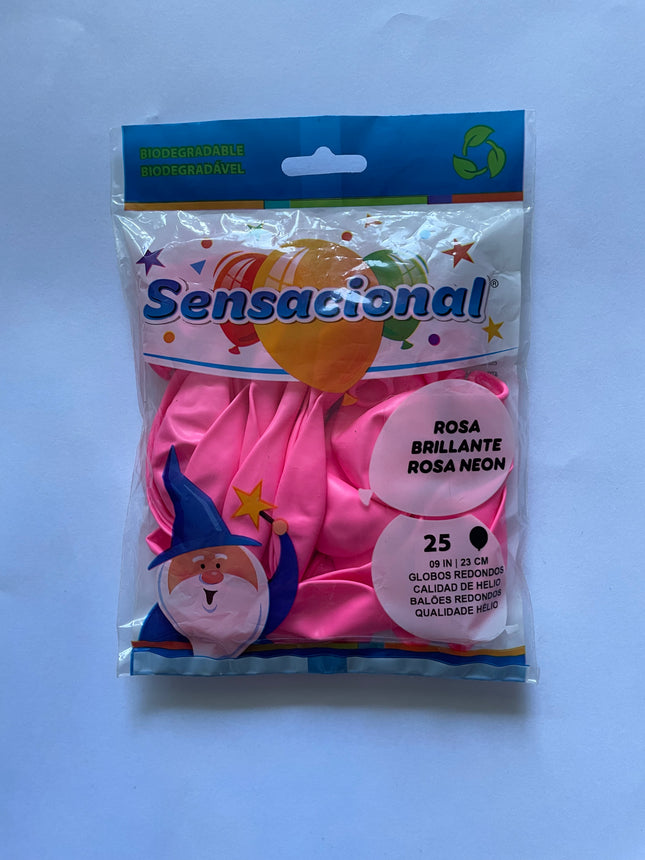 BIODEGRADABLE
BIODEGRADÁVEL
Sensacional®
ROSA
BRILLANTE
ROSA NEON
25
09 IN | 23 CM
GLOBOS REDONDOS
CALIDAD DE HELIO
BALÕES REDONDOS
QUALIDADE HÉLIO